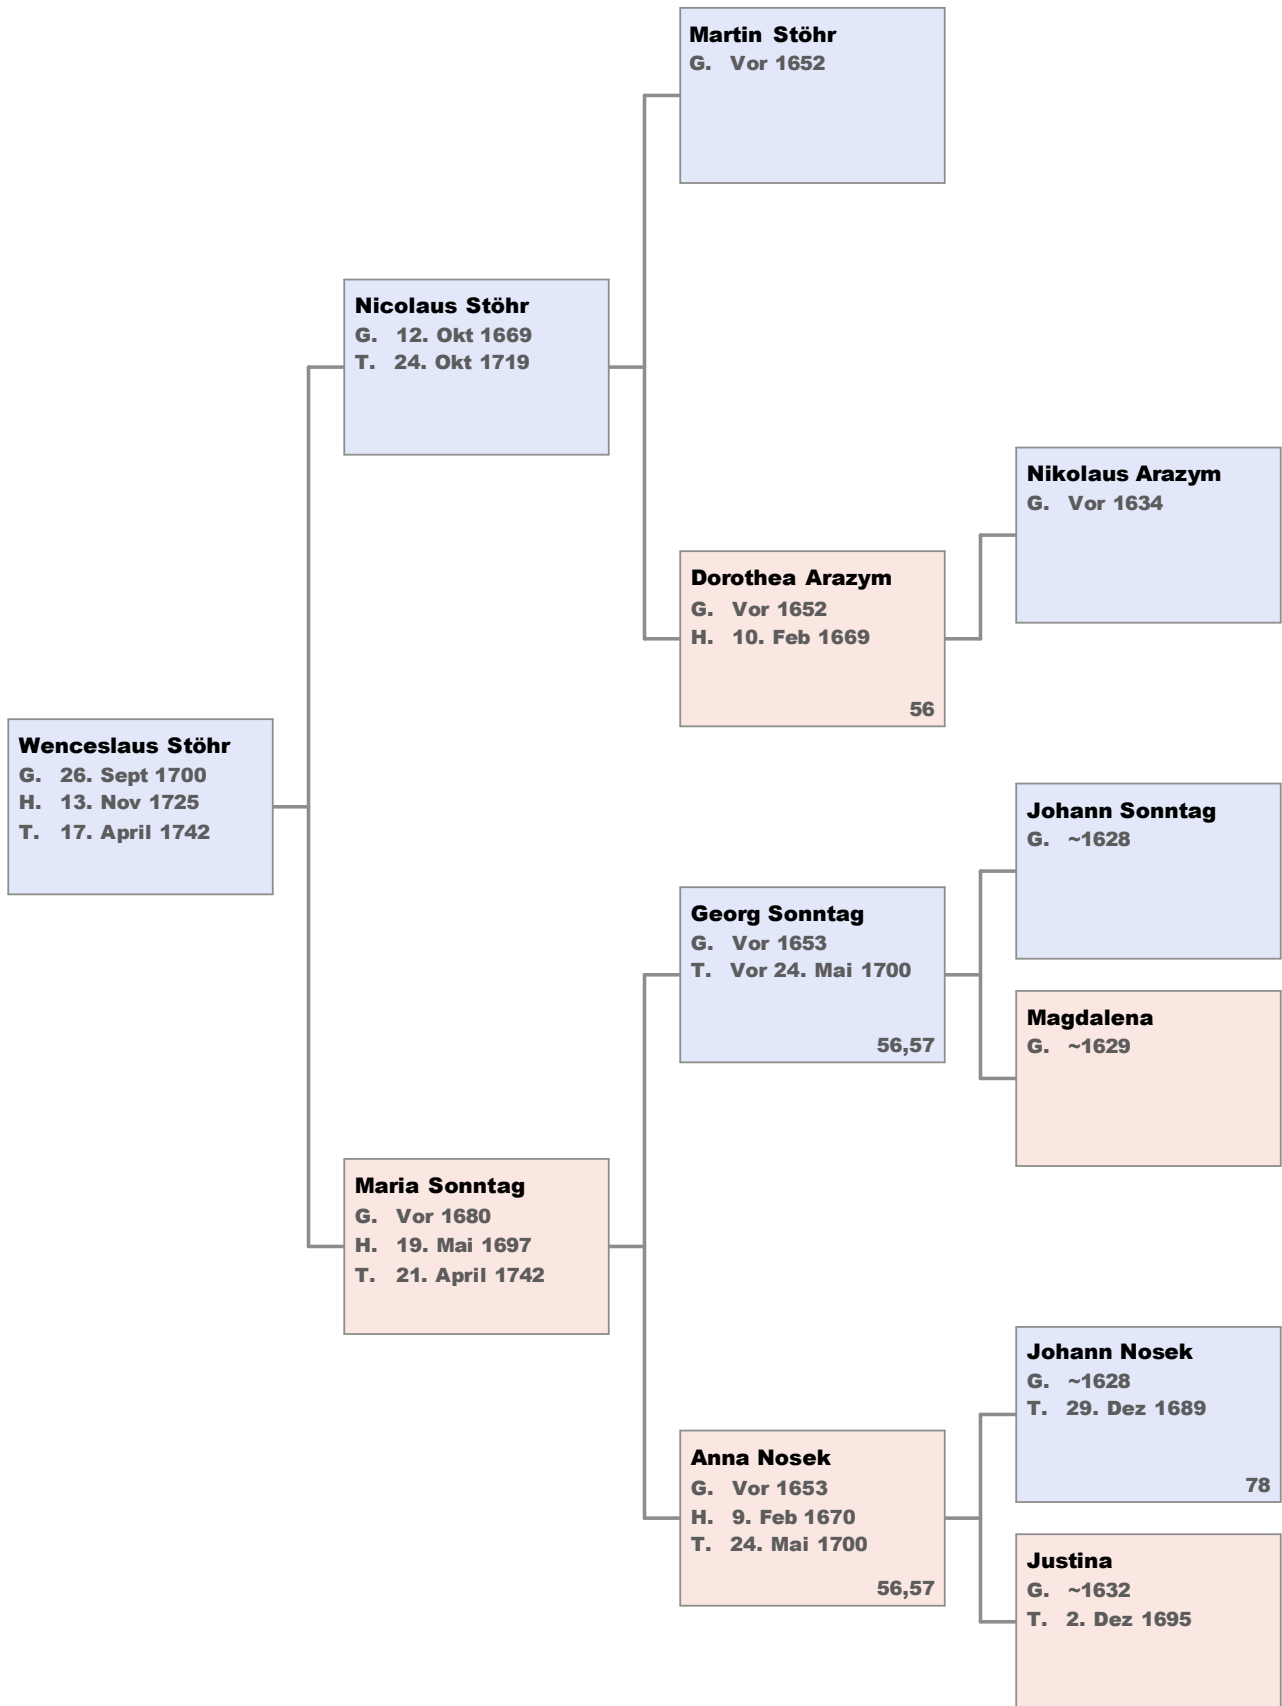 Martin Stöhr
G. Vor 1652
Nicolaus Stöhr
G. 12. Okt 1669
T. 24. Okt 1719
Nikolaus Arazym
G. Vor 1634
Dorothea Arazym
G. Vor 1652
H. 10. Feb 1669
56
Wenceslaus Stöhr
G. 26. Sept 1700
H. 13. Nov 1725
T. 17. April 1742
Johann Sonntag
G. ~1628
Georg Sonntag
G. Vor 1653
T. Vor 24. Mai 1700
56,57
Magdalena
G. ~1629
Maria Sonntag
G. Vor 1680
H. 19. Mai 1697
T. 21. April 1742
Johann Nosek
G. ~1628
T. 29. Dez 1689
78
Anna Nosek
G. Vor 1653
H. 9. Feb 1670
T. 24. Mai 1700
56,57
Justina
G. ~1632
T. 2. Dez 1695